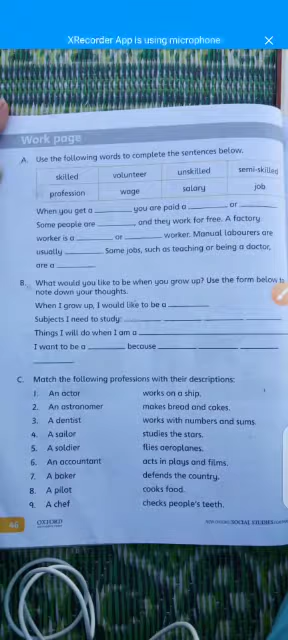 XRecorder App is using microphone ×
Work page
A. Use the following words to complete the sentences below.
skilled volunteer unskilled semi-skilled
profession wage salary job
When you get a ________ you are paid a ________ or ________.
Some people are ________ and they work for free. A factory
worker is a ________ or ________ worker. Manual labourers are
usually ________. Some jobs, such as teaching or being a doctor,
are a ________.
B. What would you like to be when you grow up? Use the form below to
note down your thoughts.
When I grow up, I would like to be a ________
Subjects I need to study: ________ ________ ________
Things I will do when I am a ________
I want to be a ________ because ________
________
C. Match the following professions with their descriptions:
1. An actor works on a ship.
2. An astronomer makes bread and cakes.
3. A dentist works with numbers and sums.
4. A sailor studies the stars.
5. A soldier flies aeroplanes.
6. An accountant acts in plays and films.
7. A baker defends the country.
8. A pilot cooks food.
9. A chef checks people's teeth.
46 OXFORD SOCIAL STUDIES